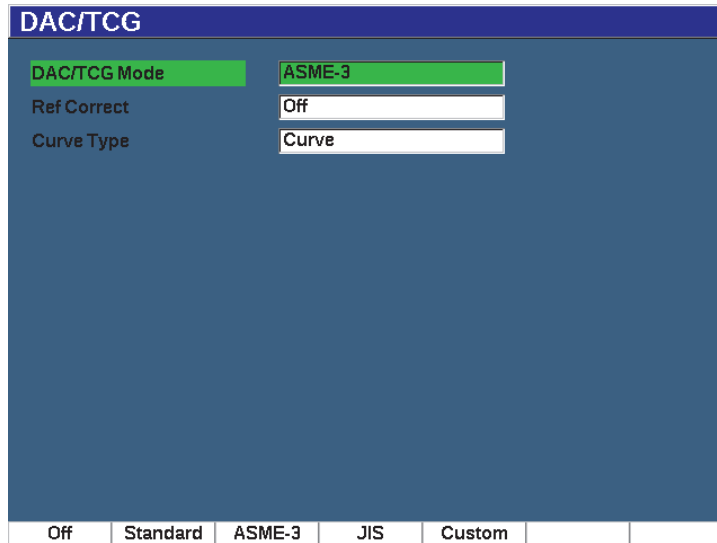 DAC/TCG
DAC/TCG Mode ASME-3
Ref Correct Off
Curve Type Curve
Off Standard ASME-3 JIS Custom